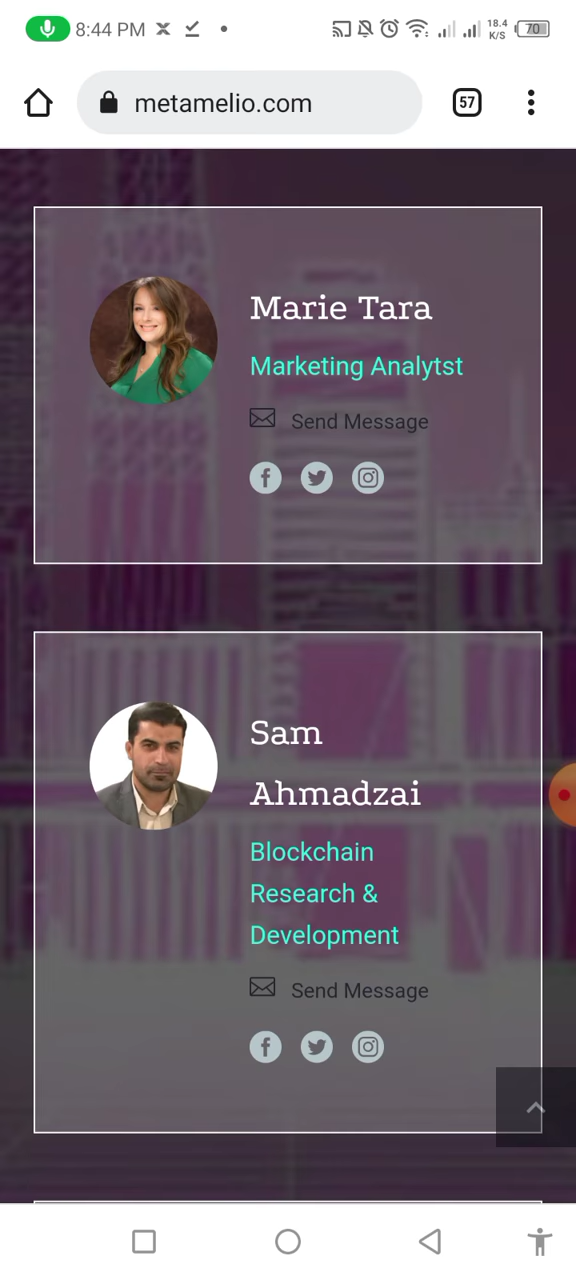 8:44 PM
18.4
K/S
70
metamelio.com
57
Marie Tara
Marketing Analytst
Send Message
Sam
Ahmadzai
Blockchain
Research &
Development
Send Message